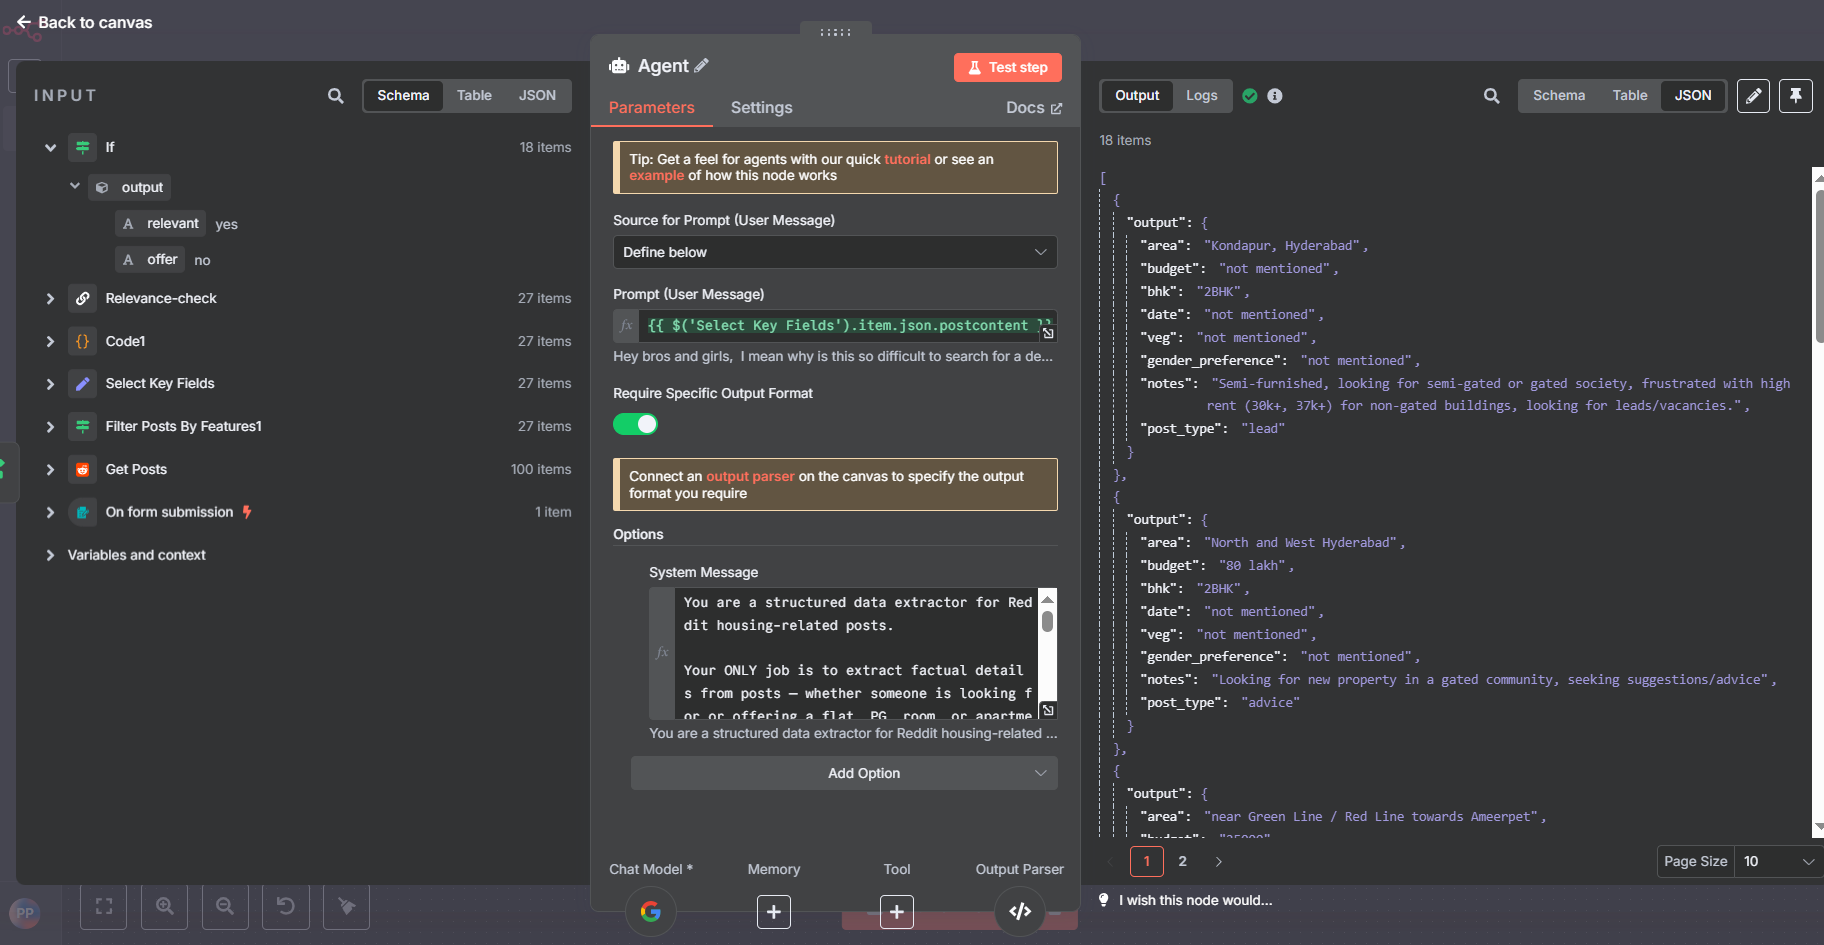 Back to canvas
INPUT
Schema
Table
JSON
If
18 items
output
A relevant yes
A offer no
Relevance-check
27 items
Code1
27 items
Select Key Fields
27 items
Filter Posts By Features1
27 items
Get Posts
100 items
On form submission
1 item
Variables and context
PP
Agent
Test step
Parameters
Settings
Docs
Tip: Get a feel for agents with our quick tutorial or see an
example of how this node works
Source for Prompt (User Message)
Define below
Prompt (User Message)
fx {{ $('Select Key Fields').item.json.postcontent }}
Hey bros and girls, I mean why is this so difficult to search for a de...
Require Specific Output Format
Connect an output parser on the canvas to specify the output
format you require
Options
System Message
fx
You are a structured data extractor for Red
dit housing-related posts.
Your ONLY job is to extract factual detail
s from posts — whether someone is looking f
or or offering a flat, PG, room, or apartme
You are a structured data extractor for Reddit housing-related ...
Add Option
Chat Model *
Memory
Tool
Output Parser
Output
Logs
Schema
Table
JSON
18 items
[
{
"output": {
"area": "Kondapur, Hyderabad",
"budget": "not mentioned",
"bhk": "2BHK",
"date": "not mentioned",
"veg": "not mentioned",
"gender_preference": "not mentioned",
"notes": "Semi-furnished, looking for semi-gated or gated society, frustrated with high
rent (30k+, 37k+) for non-gated buildings, looking for leads/vacancies.",
"post_type": "lead"
}
},
{
"output": {
"area": "North and West Hyderabad",
"budget": "80 lakh",
"bhk": "2BHK",
"date": "not mentioned",
"veg": "not mentioned",
"gender_preference": "not mentioned",
"notes": "Looking for new property in a gated community, seeking suggestions/advice",
"post_type": "advice"
}
},
{
"output": {
"area": "near Green Line / Red Line towards Ameerpet",
"budget": "25000"
1
2
Page Size
10
I wish this node would...